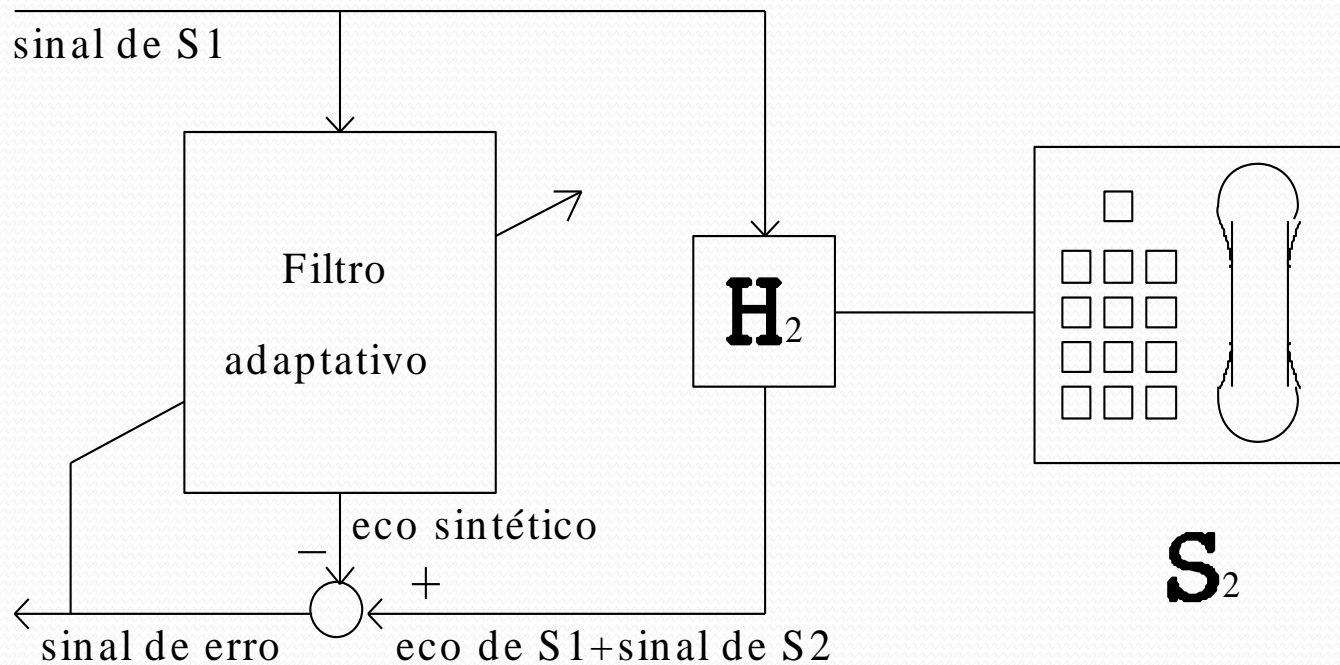 sinal de S1
Filtro
adaptativo
H2
eco sintético
−
+
S2
sinal de erro
eco de S1+sinal de S2